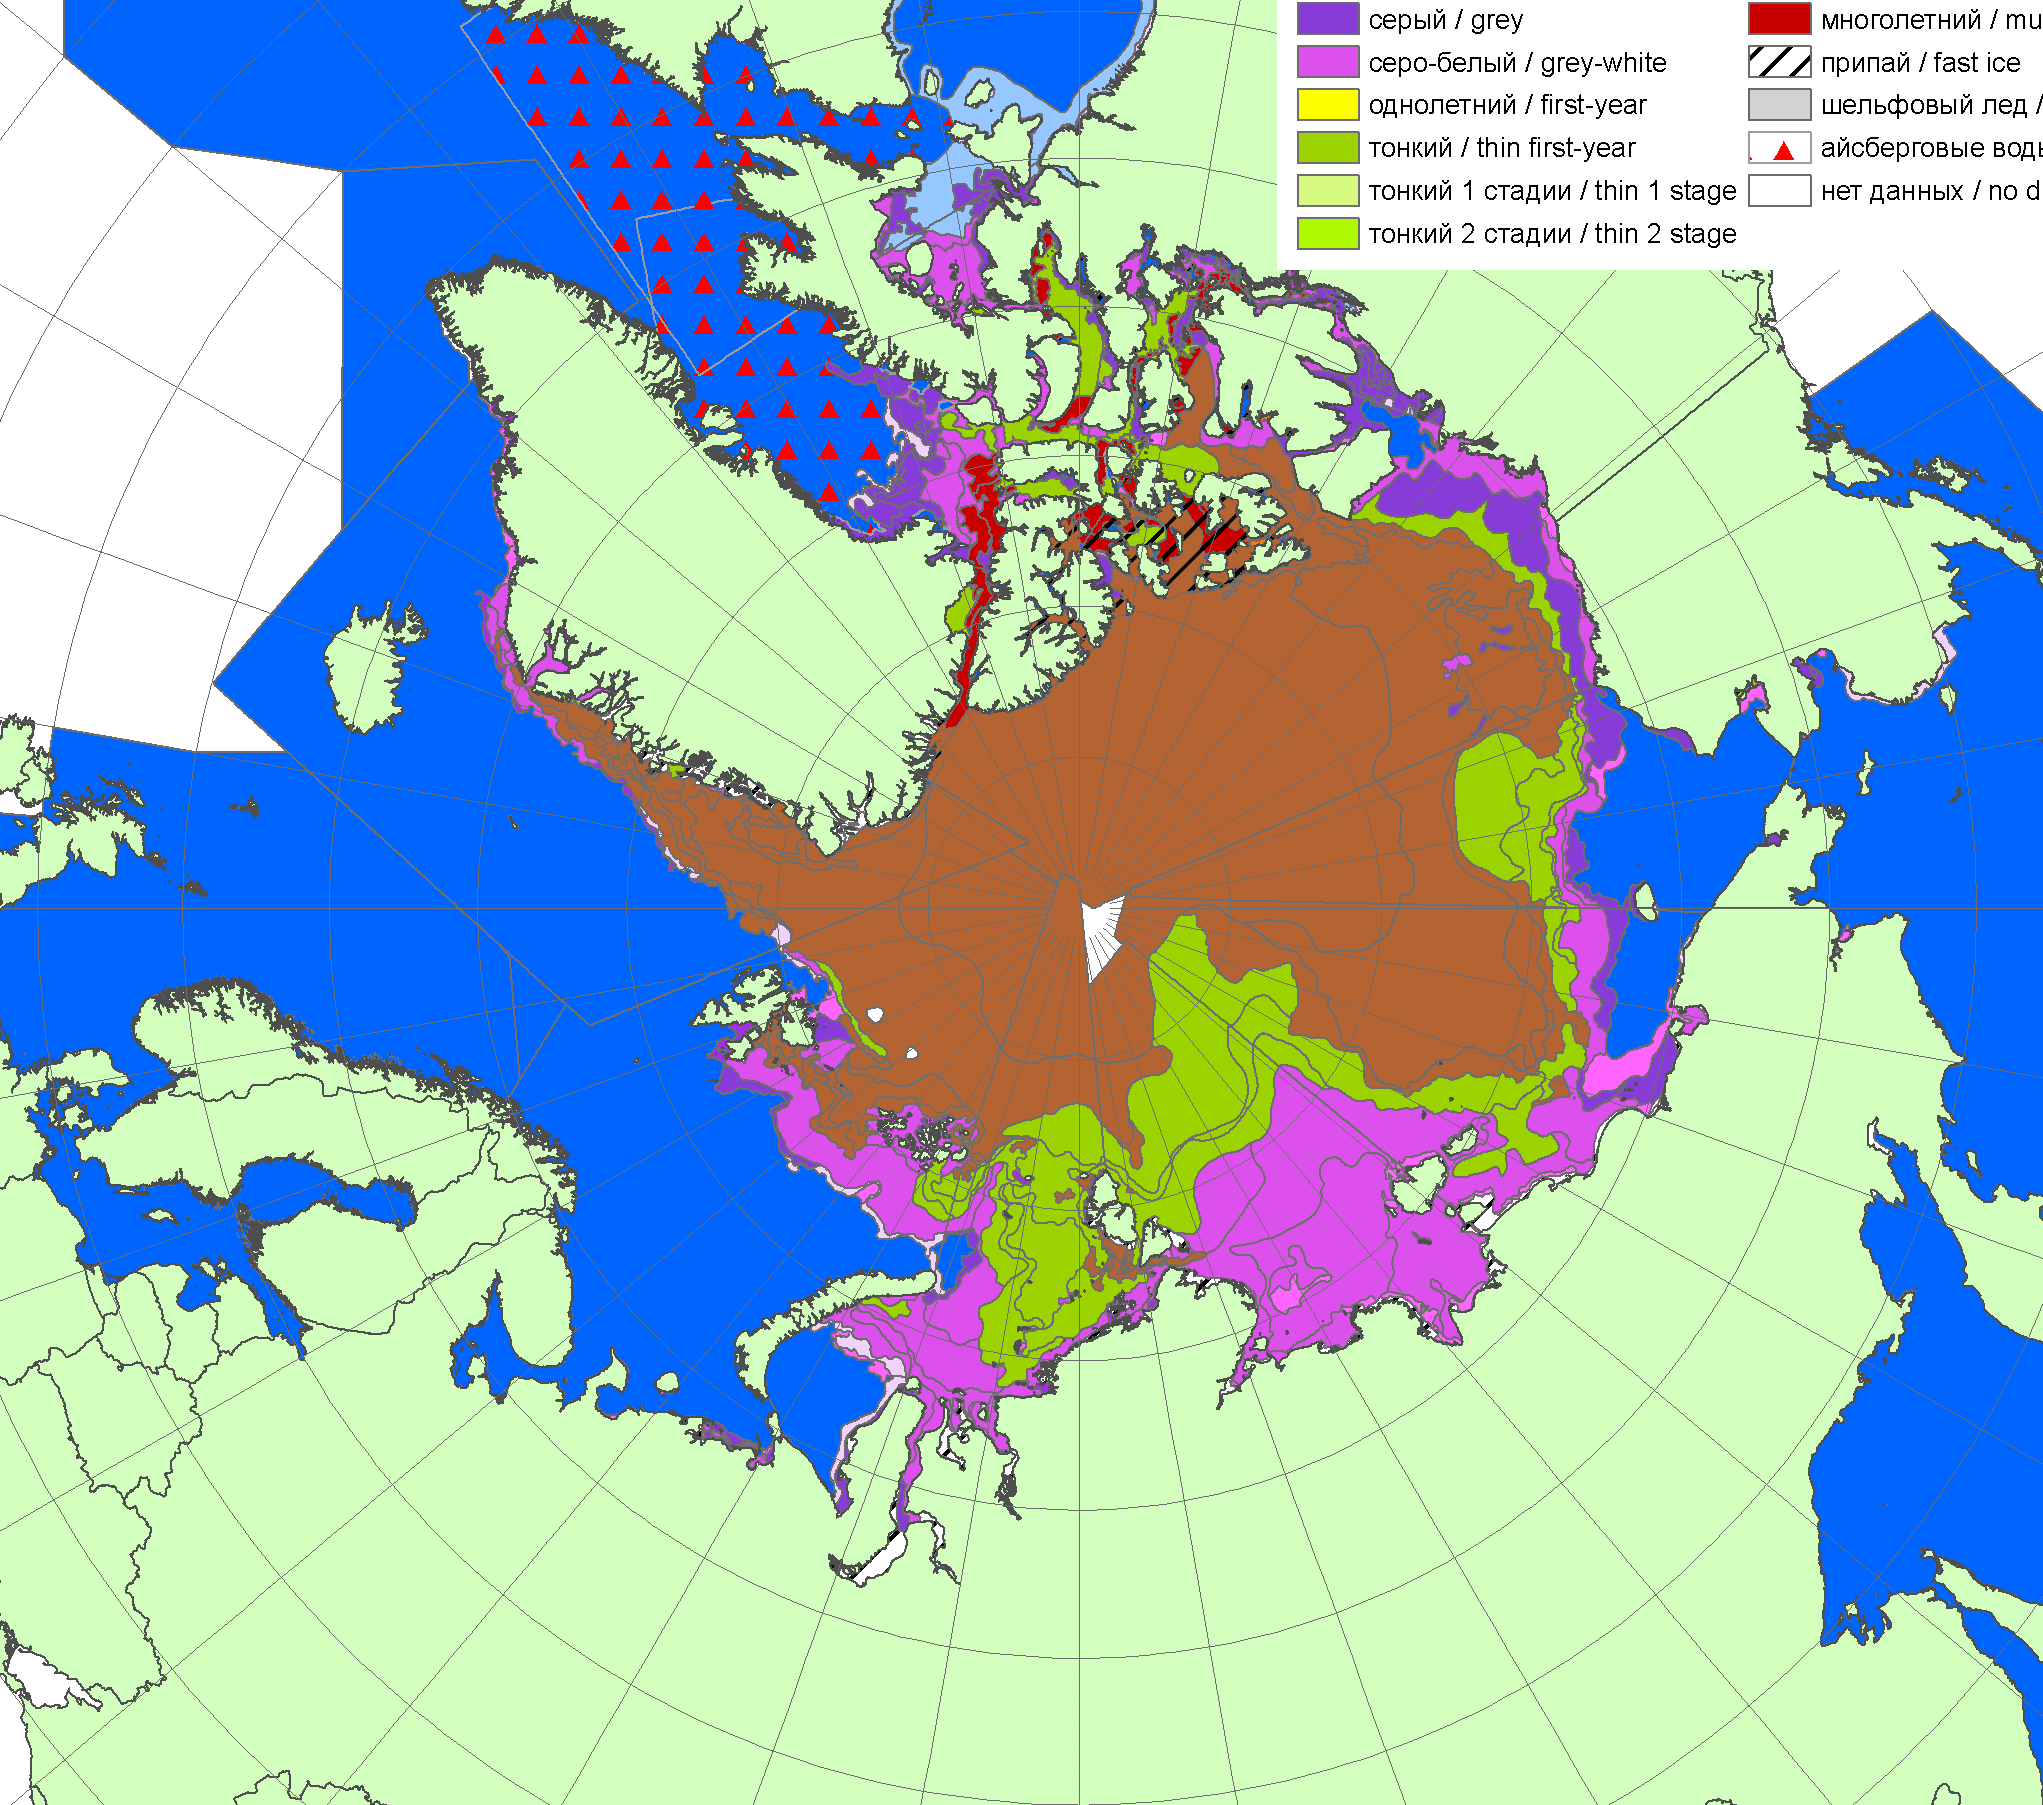 серый / grey
серо-белый / grey-white
однолетний / first-year
тонкий / thin first-year
тонкий 1 стадии / thin 1 stage
тонкий 2 стадии / thin 2 stage
многолетний / mu
припай / fast ice
шельфовый лед /
айсберговые водь
нет данных / no d